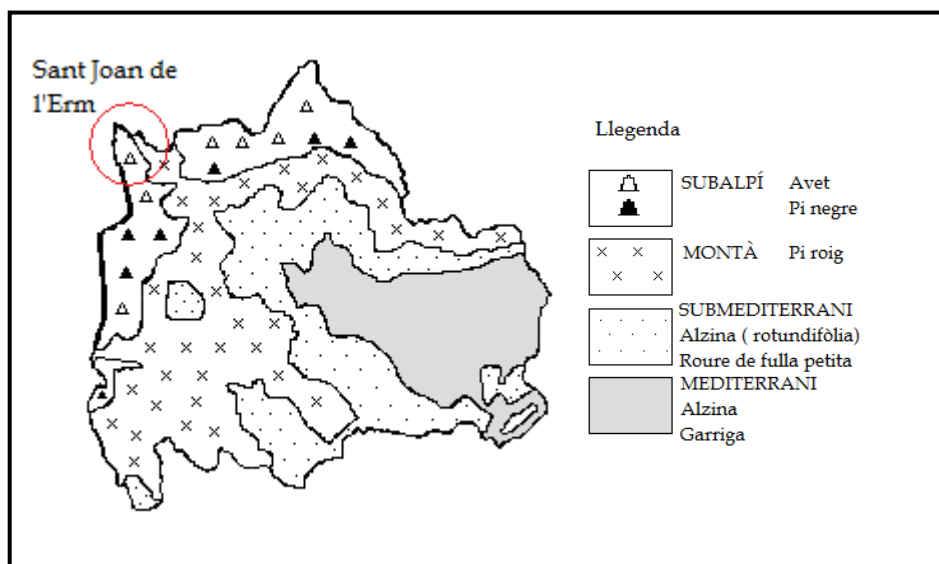 Sant Joan de
l'Erm
Llegenda
SUBALPÍ Avet
Pi negre
MONTÀ Pi roig
SUBMEDITERRANI
Alzina ( rotundifòlia)
Roure de fulla petita
MEDITERRANI
Alzina
Garriga